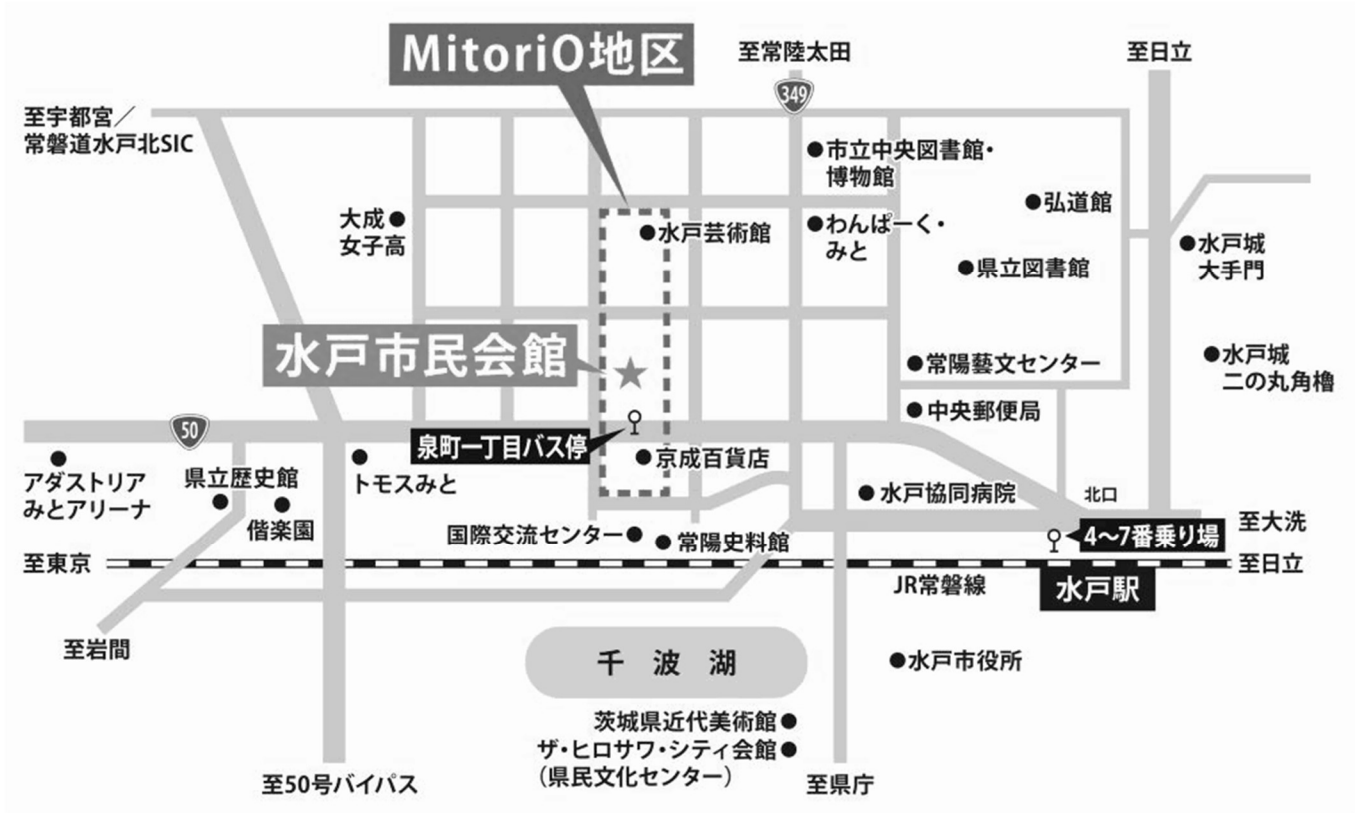 MitoriO地区
至常陸太田
至日立
349
至宇都宮／
常磐道水戸北SIC
市立中央図書館・
博物館
弘道館
大成
女子高
水戸芸術館
わんぱーく・
みと
水戸城
大手門
県立図書館
水戸市民会館
常陽藝文センター
水戸城
二の丸角櫓
中央郵便局
50
泉町一丁目バス停
京成百貨店
アダストリア
みとアリーナ
県立歴史館
偕楽園
トモスみと
水戸協同病院
北口
国際交流センター
常陽史料館
4〜7番乗り場
至大洗
至東京
至日立
JR常磐線
水戸駅
至岩間
千波湖
水戸市役所
茨城県近代美術館
ザ・ヒロサワ・シティ会館
（県民文化センター）
至50号バイパス
至県庁